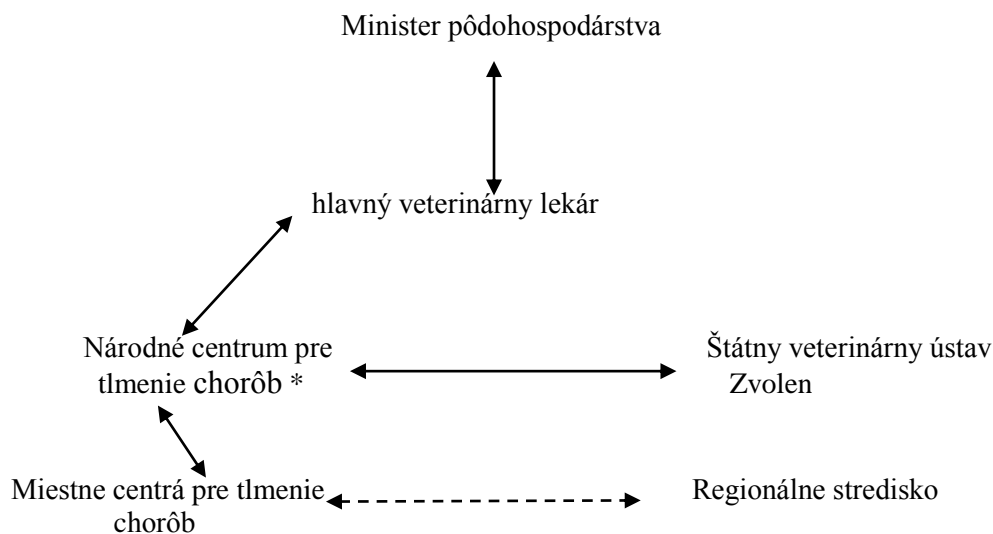 Minister pôdohospodárstva
hlavný veterinárny lekár
Národné centrum pre
tlmenie chorôb *
Štátny veterinárny ústav
Zvolen
Miestne centrá pre tlmenie
chorôb
Regionálne stredisko